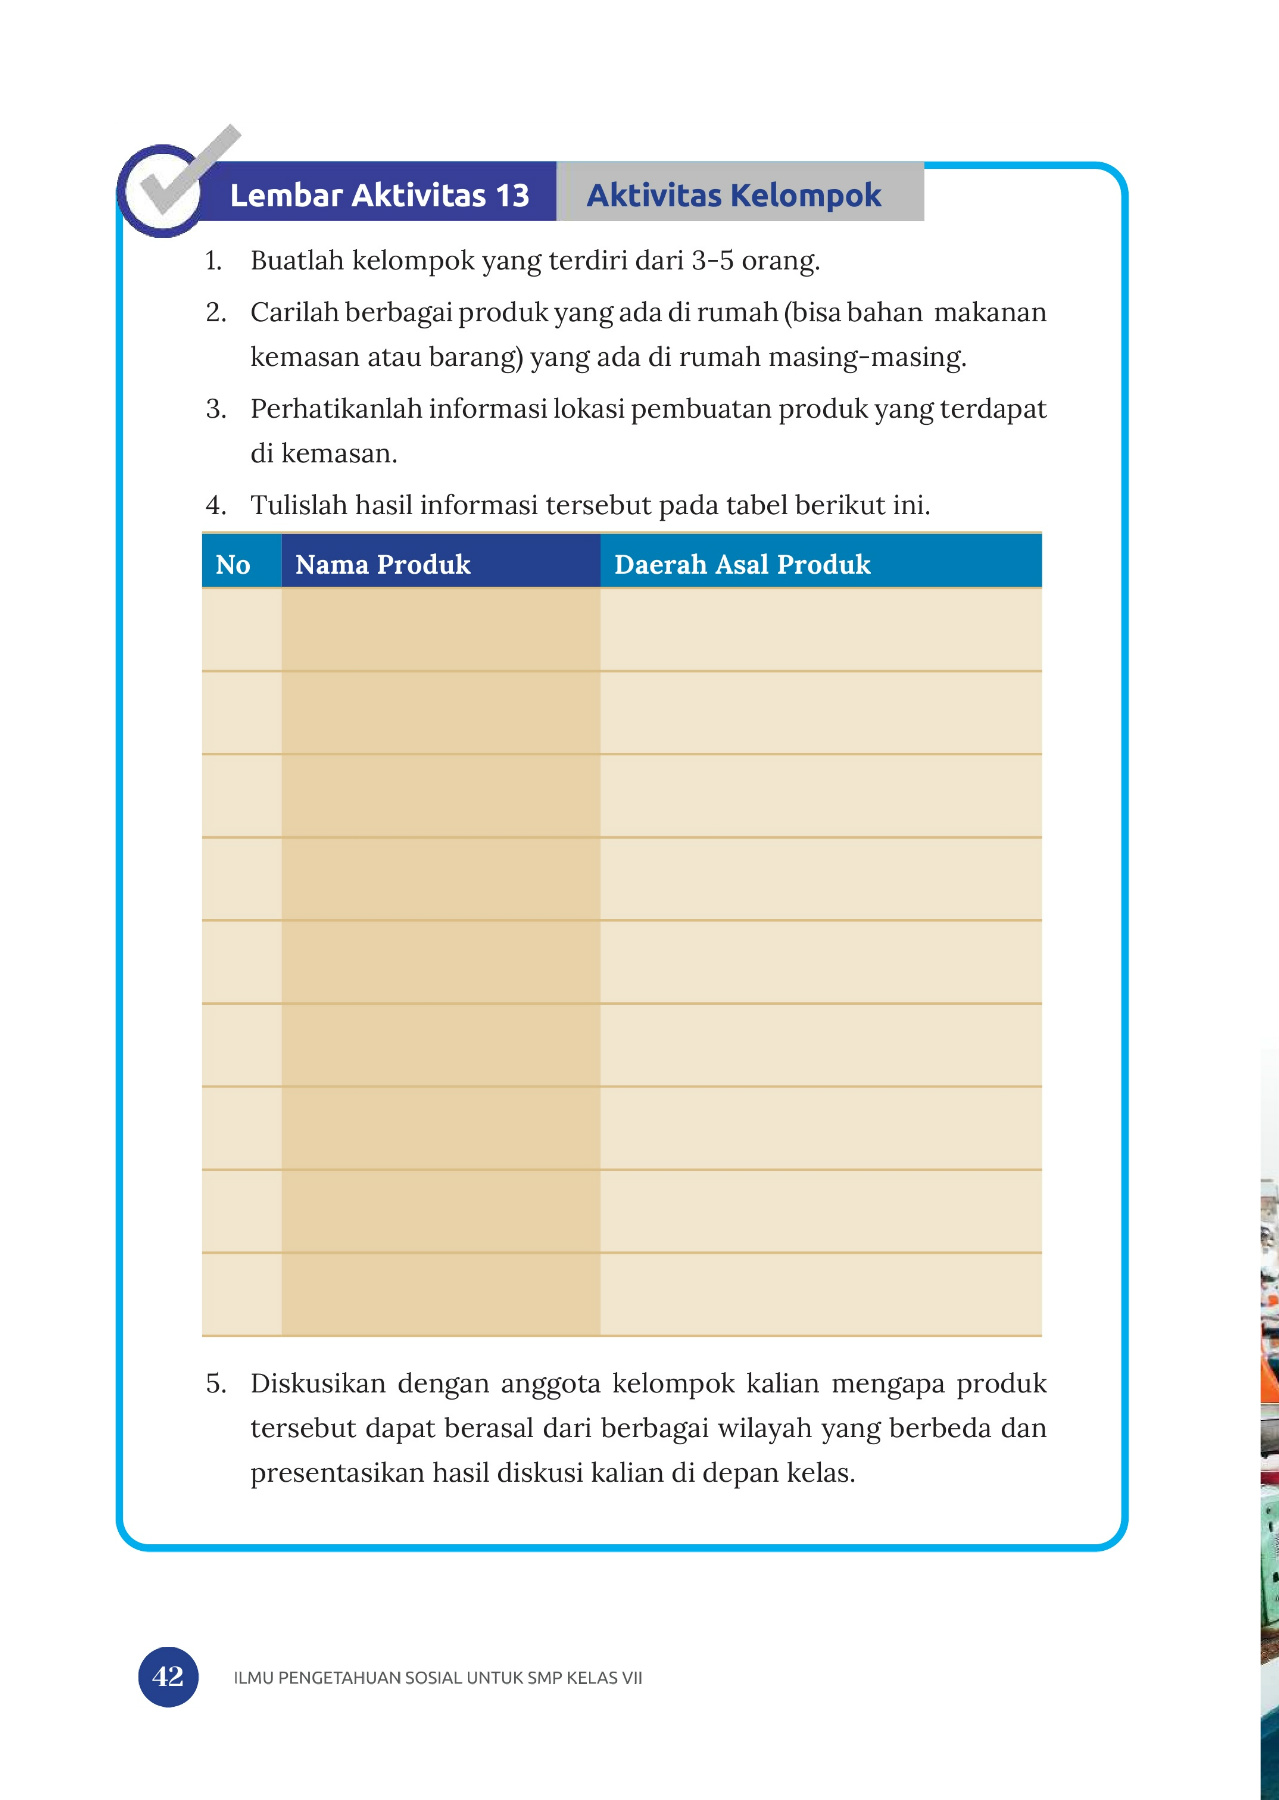 Lembar Aktivitas 13 Aktivitas Kelompok
1. Buatlah kelompok yang terdiri dari 3-5 orang.
2. Carilah berbagai produk yang ada di rumah (bisa bahan makanan
kemasan atau barang) yang ada di rumah masing-masing.
3. Perhatikanlah informasi lokasi pembuatan produk yang terdapat
di kemasan.
4. Tulislah hasil informasi tersebut pada tabel berikut ini.
No Nama Produk Daerah Asal Produk
5. Diskusikan dengan anggota kelompok kalian mengapa produk
tersebut dapat berasal dari berbagai wilayah yang berbeda dan
presentasikan hasil diskusi kalian di depan kelas.
42 ILMU PENGETAHUAN SOSIAL UNTUK SMP KELAS VII